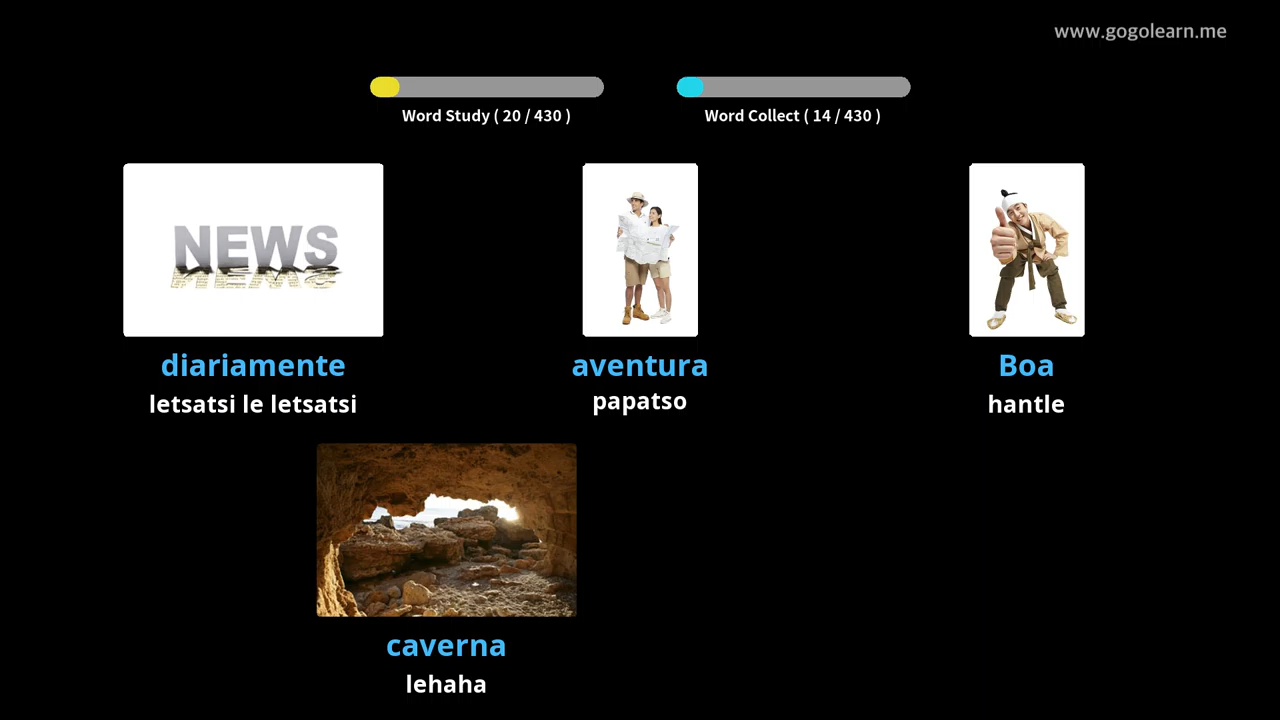 www.gogolearn.me
Word Study ( 20 / 430 )
Word Collect ( 14 / 430 )
NEWS
diariamente
letsatsi le letsatsi
aventura
papatso
Boa
hantle
caverna
lehaha